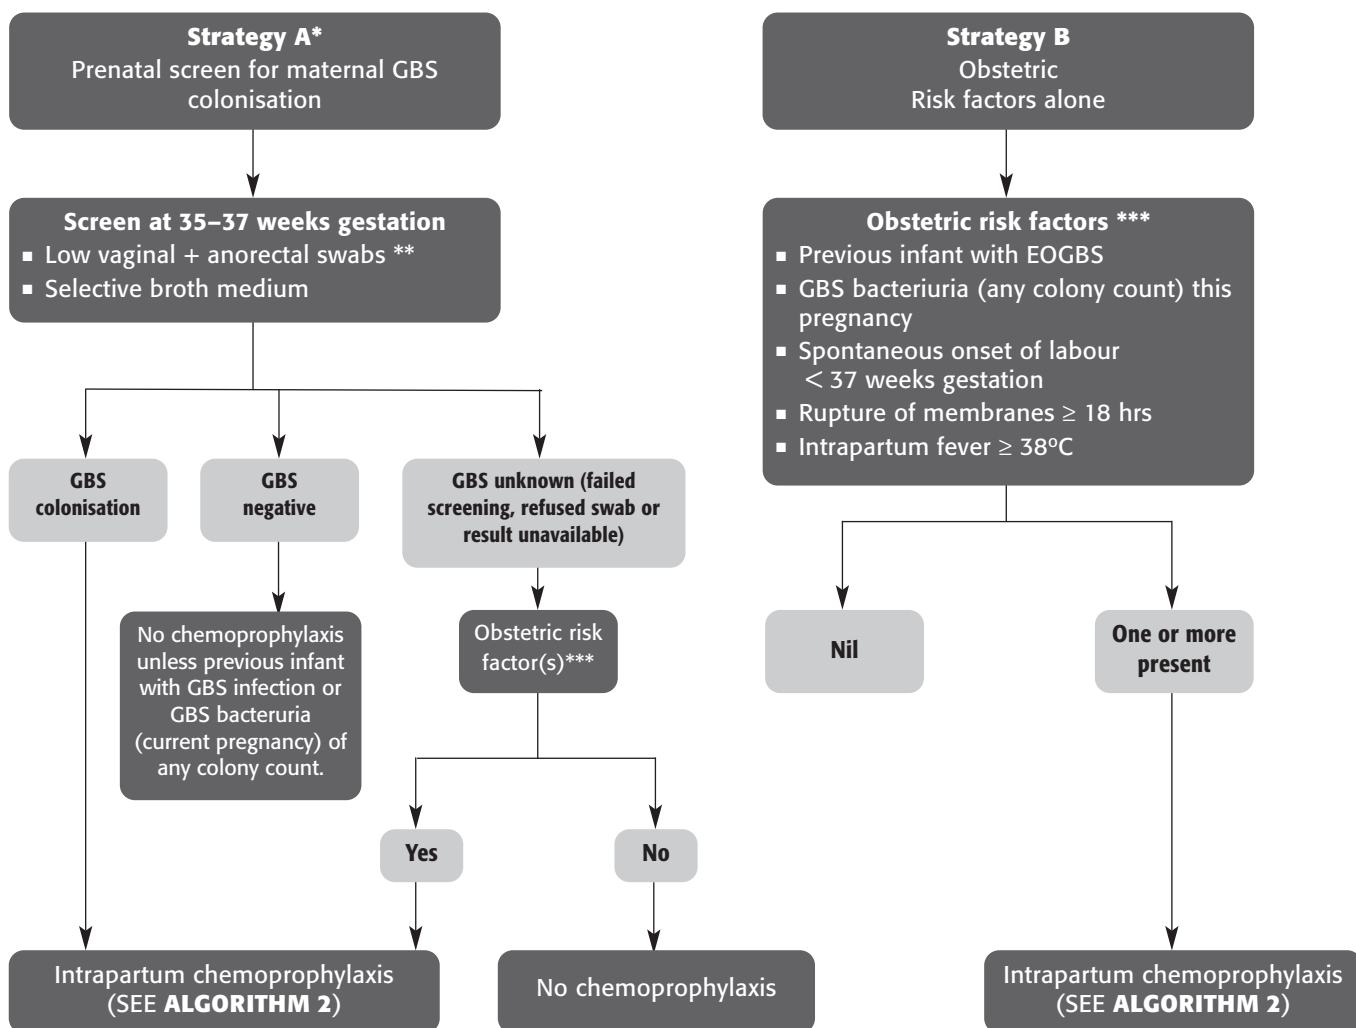 Strategy A*
Prenatal screen for maternal GBS
colonisation
Screen at 35–37 weeks gestation
▪ Low vaginal + anorectal swabs **
▪ Selective broth medium
GBS
colonisation
GBS
negative
GBS unknown (failed
screening, refused swab or
result unavailable)
No chemoprophylaxis
unless previous infant
with GBS infection or
GBS bacteruria
(current pregnancy) of
any colony count.
Obstetric risk
factor(s)***
Yes
No
Intrapartum chemoprophylaxis
(SEE ALGORITHM 2)
No chemoprophylaxis
Strategy B
Obstetric
Risk factors alone
Obstetric risk factors ***
▪ Previous infant with EOGBS
▪ GBS bacteriuria (any colony count) this
pregnancy
▪ Spontaneous onset of labour
< 37 weeks gestation
▪ Rupture of membranes ≥ 18 hrs
▪ Intrapartum fever ≥ 38ºC
Nil
One or more
present
Intrapartum chemoprophylaxis
(SEE ALGORITHM 2)